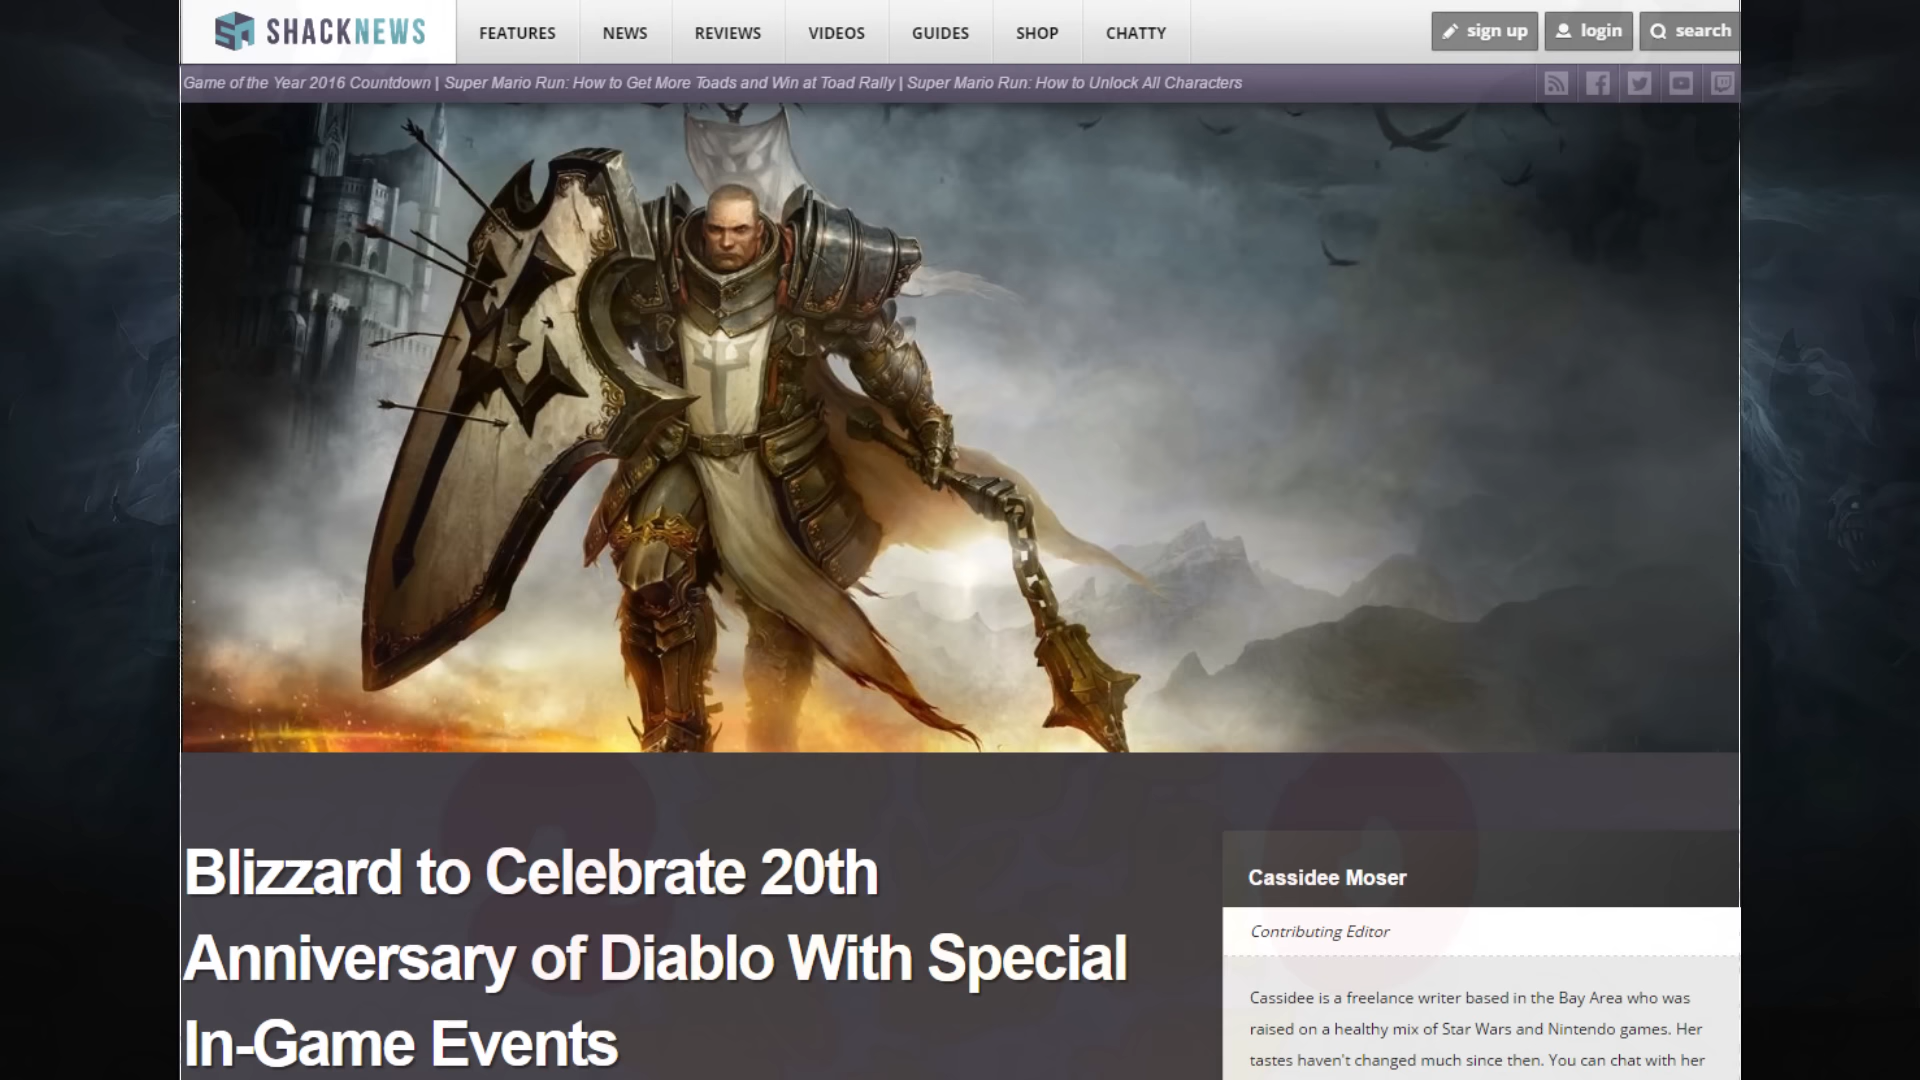 SHACKNEWS
FEATURES NEWS REVIEWS VIDEOS GUIDES SHOP CHATTY
sign up login search
Game of the Year 2016 Countdown | Super Mario Run: How to Get More Toads and Win at Toad Rally | Super Mario Run: How to Unlock All Characters
Blizzard to Celebrate 20th
Anniversary of Diablo With Special
In-Game Events
Cassidee Moser
Contributing Editor
Cassidee is a freelance writer based in the Bay Area who was
raised on a healthy mix of Star Wars and Nintendo games. Her
tastes haven't changed much since then. You can chat with her